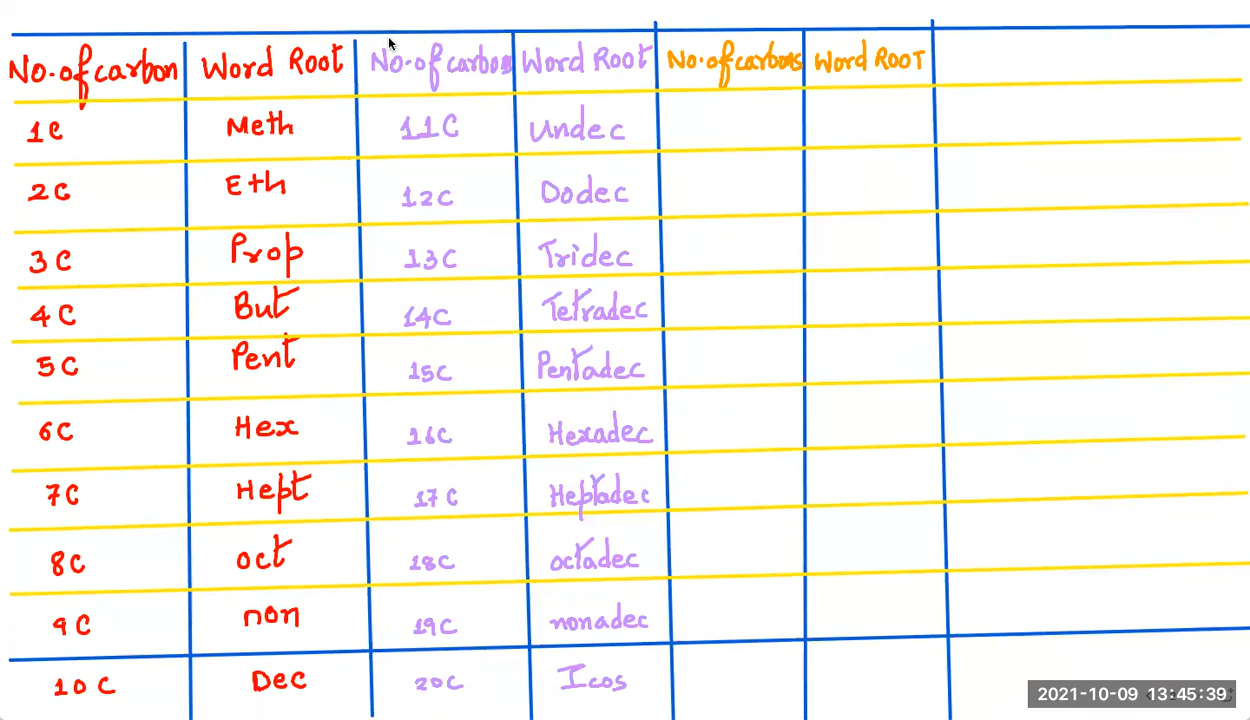 No. of carbon Word Root No. of carbons Word Root No. of carbons Word Root
1C Meth 11C Undec
2C Eth 12C Dodec
3C Prop 13C Tridec
4C But 14C Tetradec
5C Pent 15C Pentadec
6C Hex 16C Hexadec
7C Hept 17C Heptadec
8C oct 18C octadec
9C non 19C nonadec
10C Dec 20C Icos
2021-10-09 13:45:39